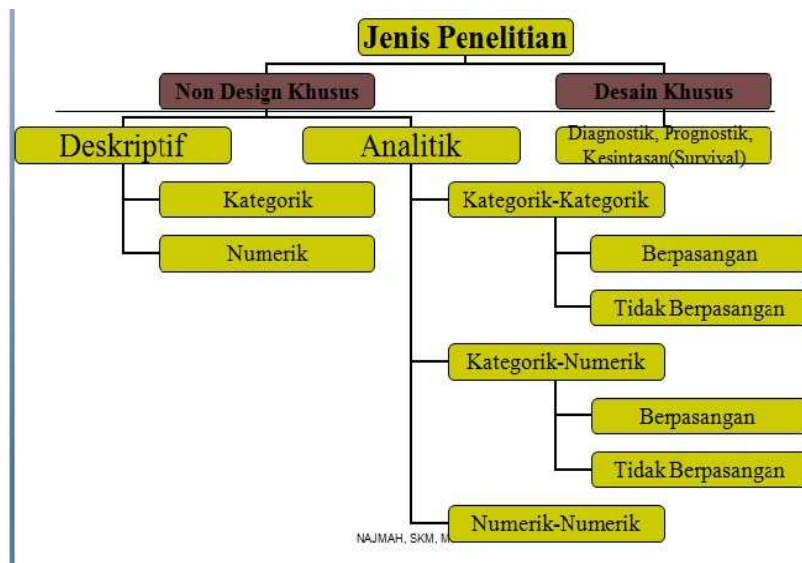 Jenis Penelitian
Non Design Khusus
Desain Khusus
Deskriptif
Analitik
Diagnostik, Prognostik,
Kesintasan(Survival)
Kategorik
Numerik
Kategorik-Kategorik
Berpasangan
Tidak Berpasangan
Kategorik-Numerik
Berpasangan
Tidak Berpasangan
Numerik-Numerik
NAJMAH, SKM, M